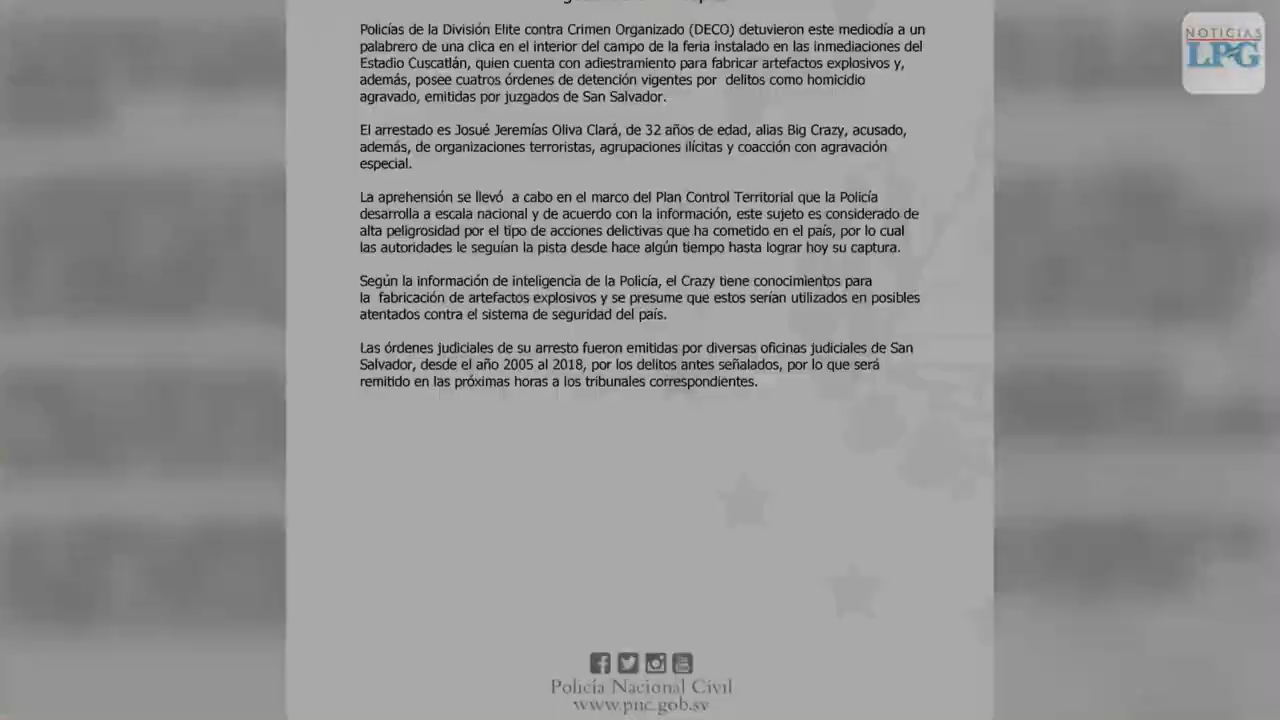 NOTICIAS
LPG
Policías de la División Elite contra Crimen Organizado (DECO) detuvieron este mediodía a un
palabrero de una clica en el interior del campo de la feria instalado en las inmediaciones del
Estadio Cuscatlán, quien cuenta con adiestramiento para fabricar artefactos explosivos y,
además, posee cuatros órdenes de detención vigentes por delitos como homicidio
agravado, emitidas por juzgados de San Salvador.
El arrestado es Josué Jeremías Oliva Clará, de 32 años de edad, alias Big Crazy, acusado,
además, de organizaciones terroristas, agrupaciones ilícitas y coacción con agravación
especial.
La aprehensión se llevó a cabo en el marco del Plan Control Territorial que la Policía
desarrolla a escala nacional y de acuerdo con la información, este sujeto es considerado de
alta peligrosidad por el tipo de acciones delictivas que ha cometido en el país, por lo cual
las autoridades le seguían la pista desde hace algún tiempo hasta lograr hoy su captura.
Según la información de inteligencia de la Policía, el Crazy tiene conocimientos para
la fabricación de artefactos explosivos y se presume que estos serían utilizados en posibles
atentados contra el sistema de seguridad del país.
Las órdenes judiciales de su arresto fueron emitidas por diversas oficinas judiciales de San
Salvador, desde el año 2005 al 2018, por los delitos antes señalados, por lo que será
remitido en las próximas horas a los tribunales correspondientes.
Policía Nacional Civil
www.pnc.gob.sv